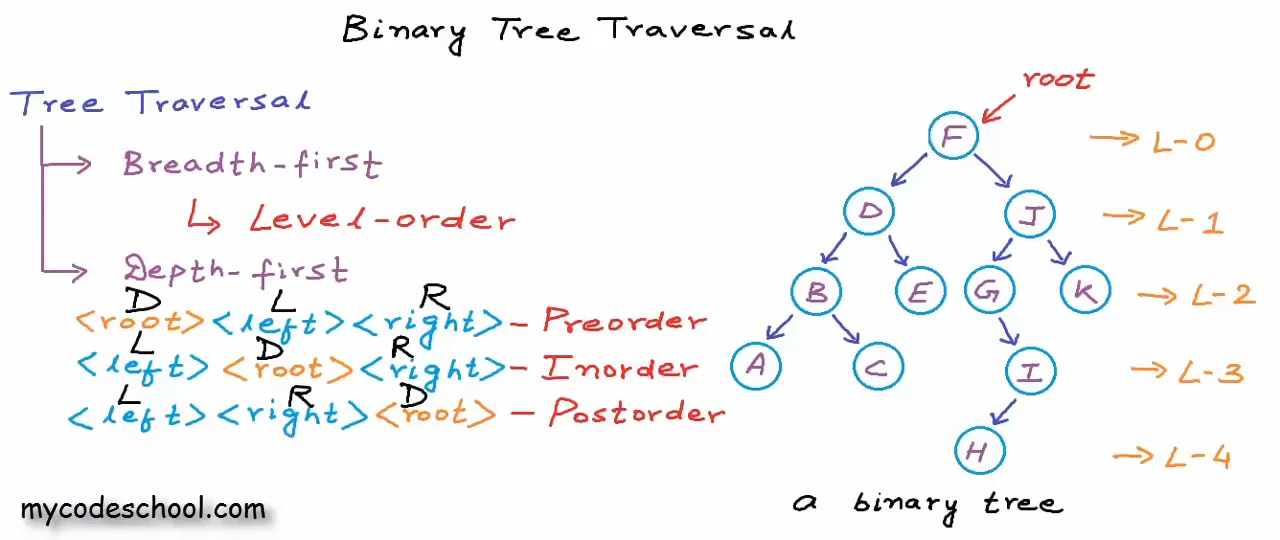 Binary Tree Traversal
Tree Traversal
Breadth-first
Level-order
Depth-first
D L R
<root><left><right> - Preorder
L D R
<left> <root> <right> - Inorder
L R D
<left> <right> <root> - Postorder
mycodeschool.com
root
F
L-0
D J
L-1
B E G K
L-2
A C I
L-3
H
L-4
a binary tree